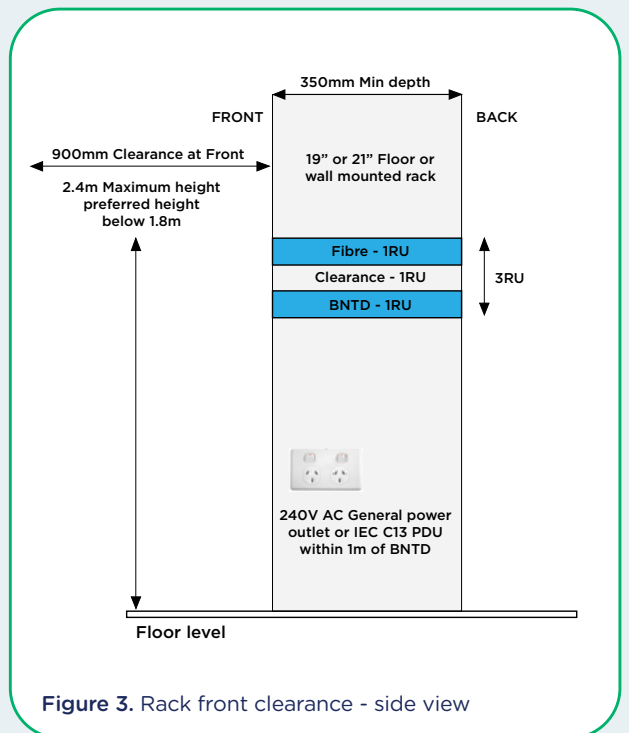 350mm Min depth
FRONT
BACK
900mm Clearance at Front
19” or 21” Floor or
wall mounted rack
2.4m Maximum height
preferred height
below 1.8m
Fibre - 1RU
Clearance - 1RU
3RU
BNTD - 1RU
240V AC General power
outlet or IEC C13 PDU
within 1m of BNTD
Floor level
Figure 3. Rack front clearance - side view